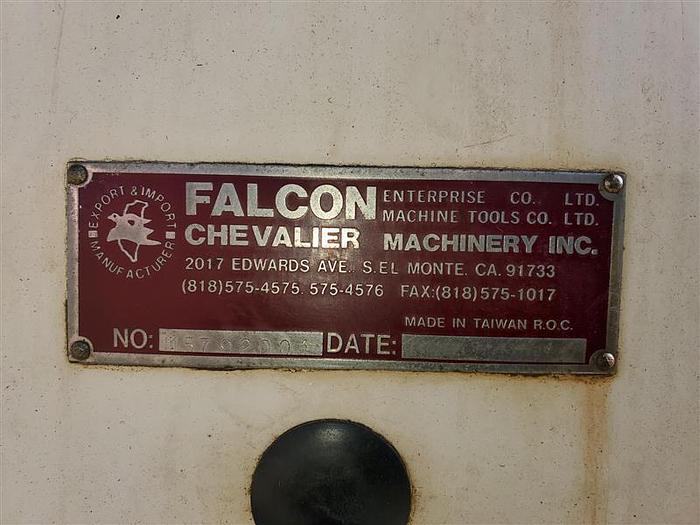 EXPORT & IMPORT
MANUFACTURER
FALCON
ENTERPRISE CO. LTD.
MACHINE TOOLS CO. LTD.
CHEVALIER MACHINERY INC.
2017 EDWARDS AVE. S.EL MONTE. CA. 91733
(818)575-4575. 575-4576 FAX:(818)575-1017
MADE IN TAIWAN R.O.C.
NO: DATE: